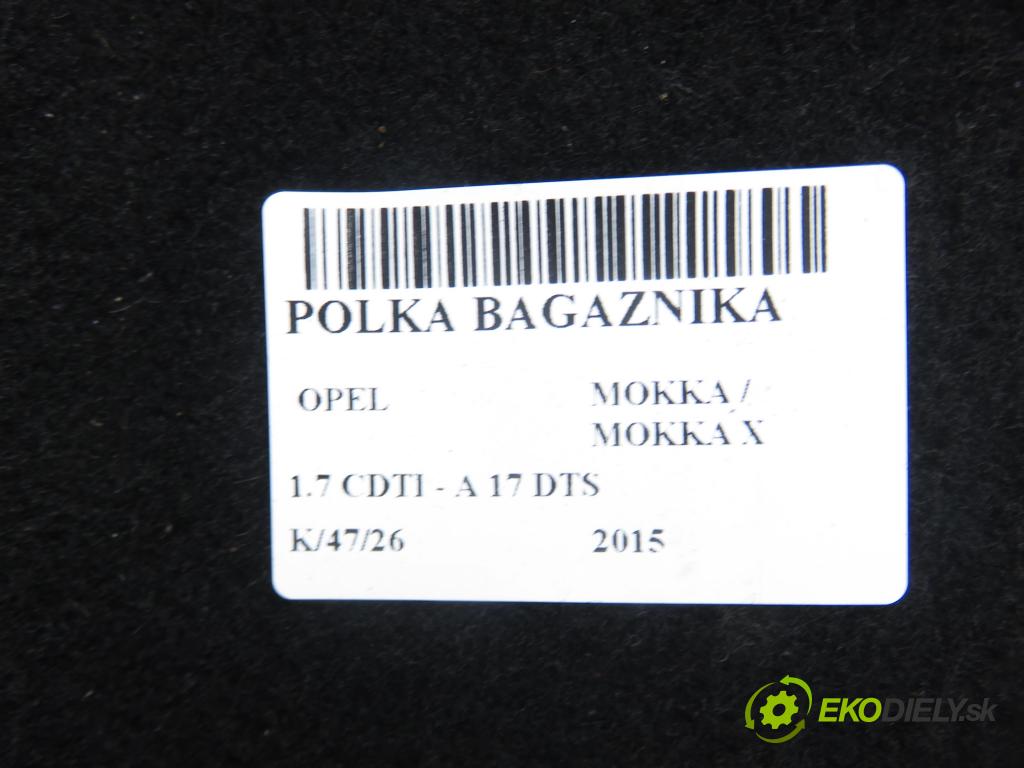 POLKA BAGAZNIKA
OPEL
MOKKA /
MOKKA X
1.7 CDTI - A 17 DTS
K/47/26
2015
EKODIELY.sk